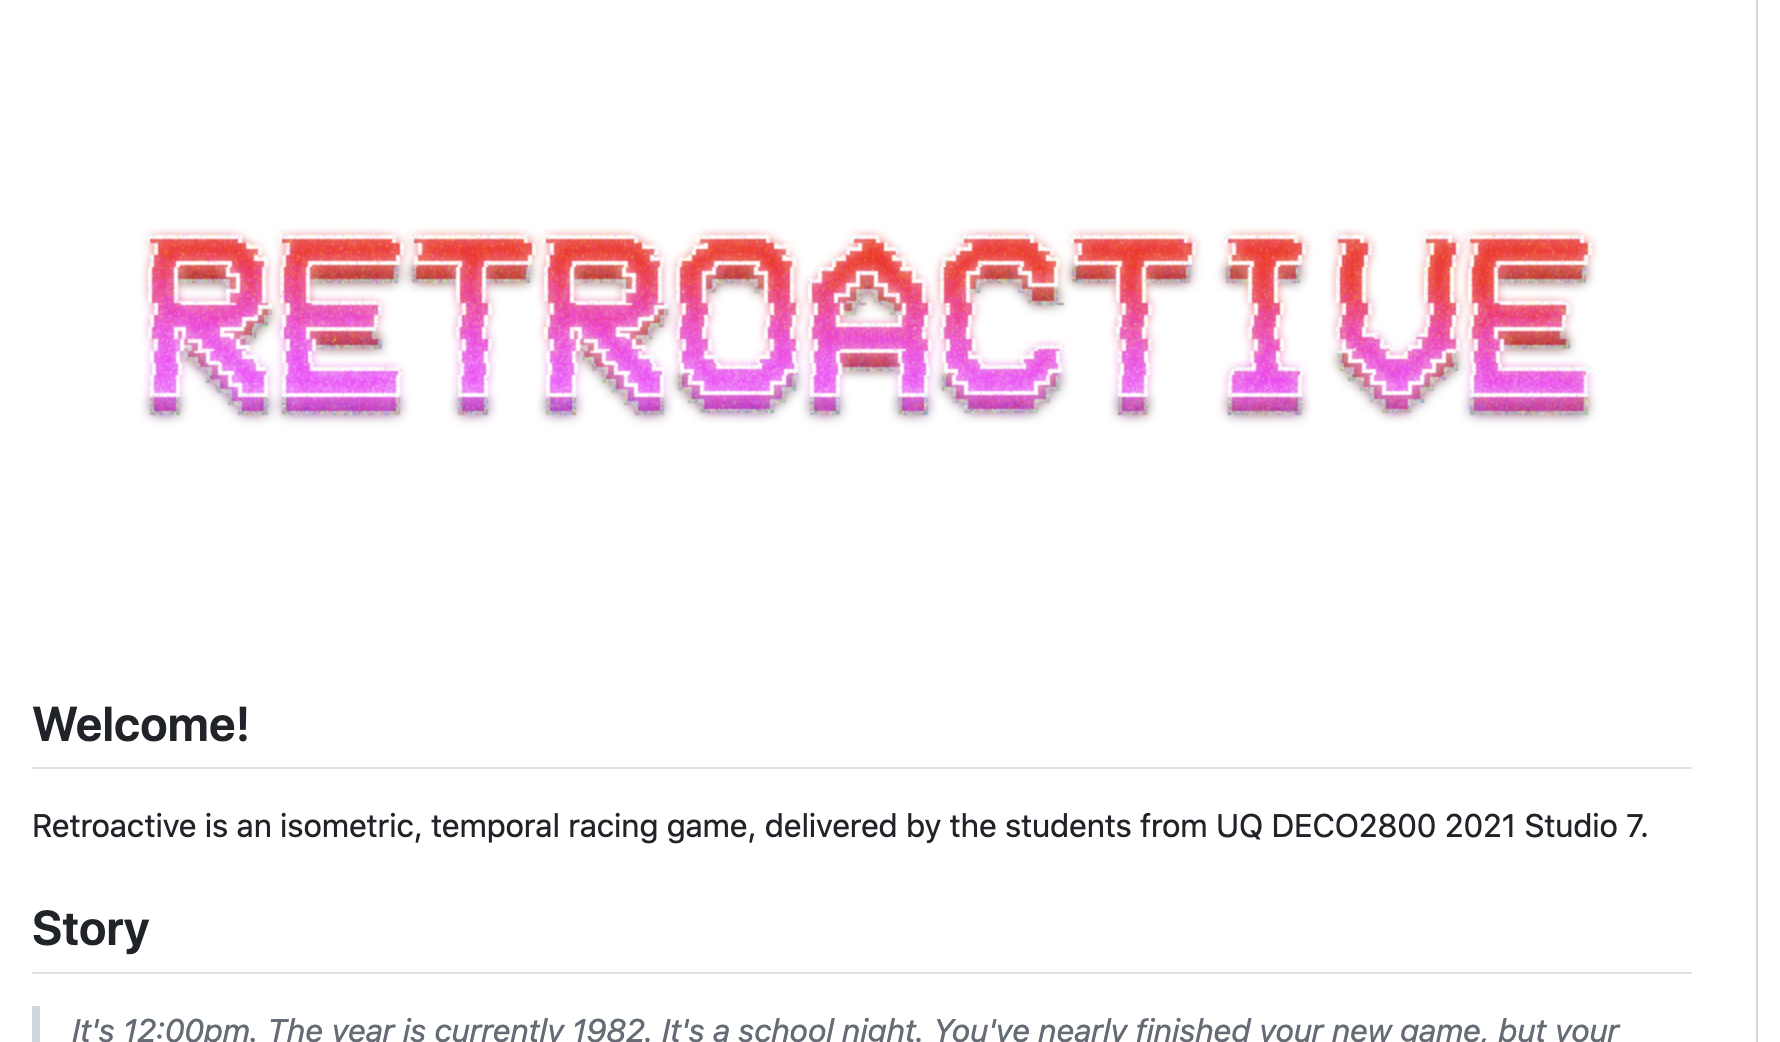 RETROACTIVE
Welcome!
Retroactive is an isometric, temporal racing game, delivered by the students from UQ DECO2800 2021 Studio 7.
Story
It's 12:00pm. The year is currently 1982. It's a school night. You've nearly finished your new game, but your